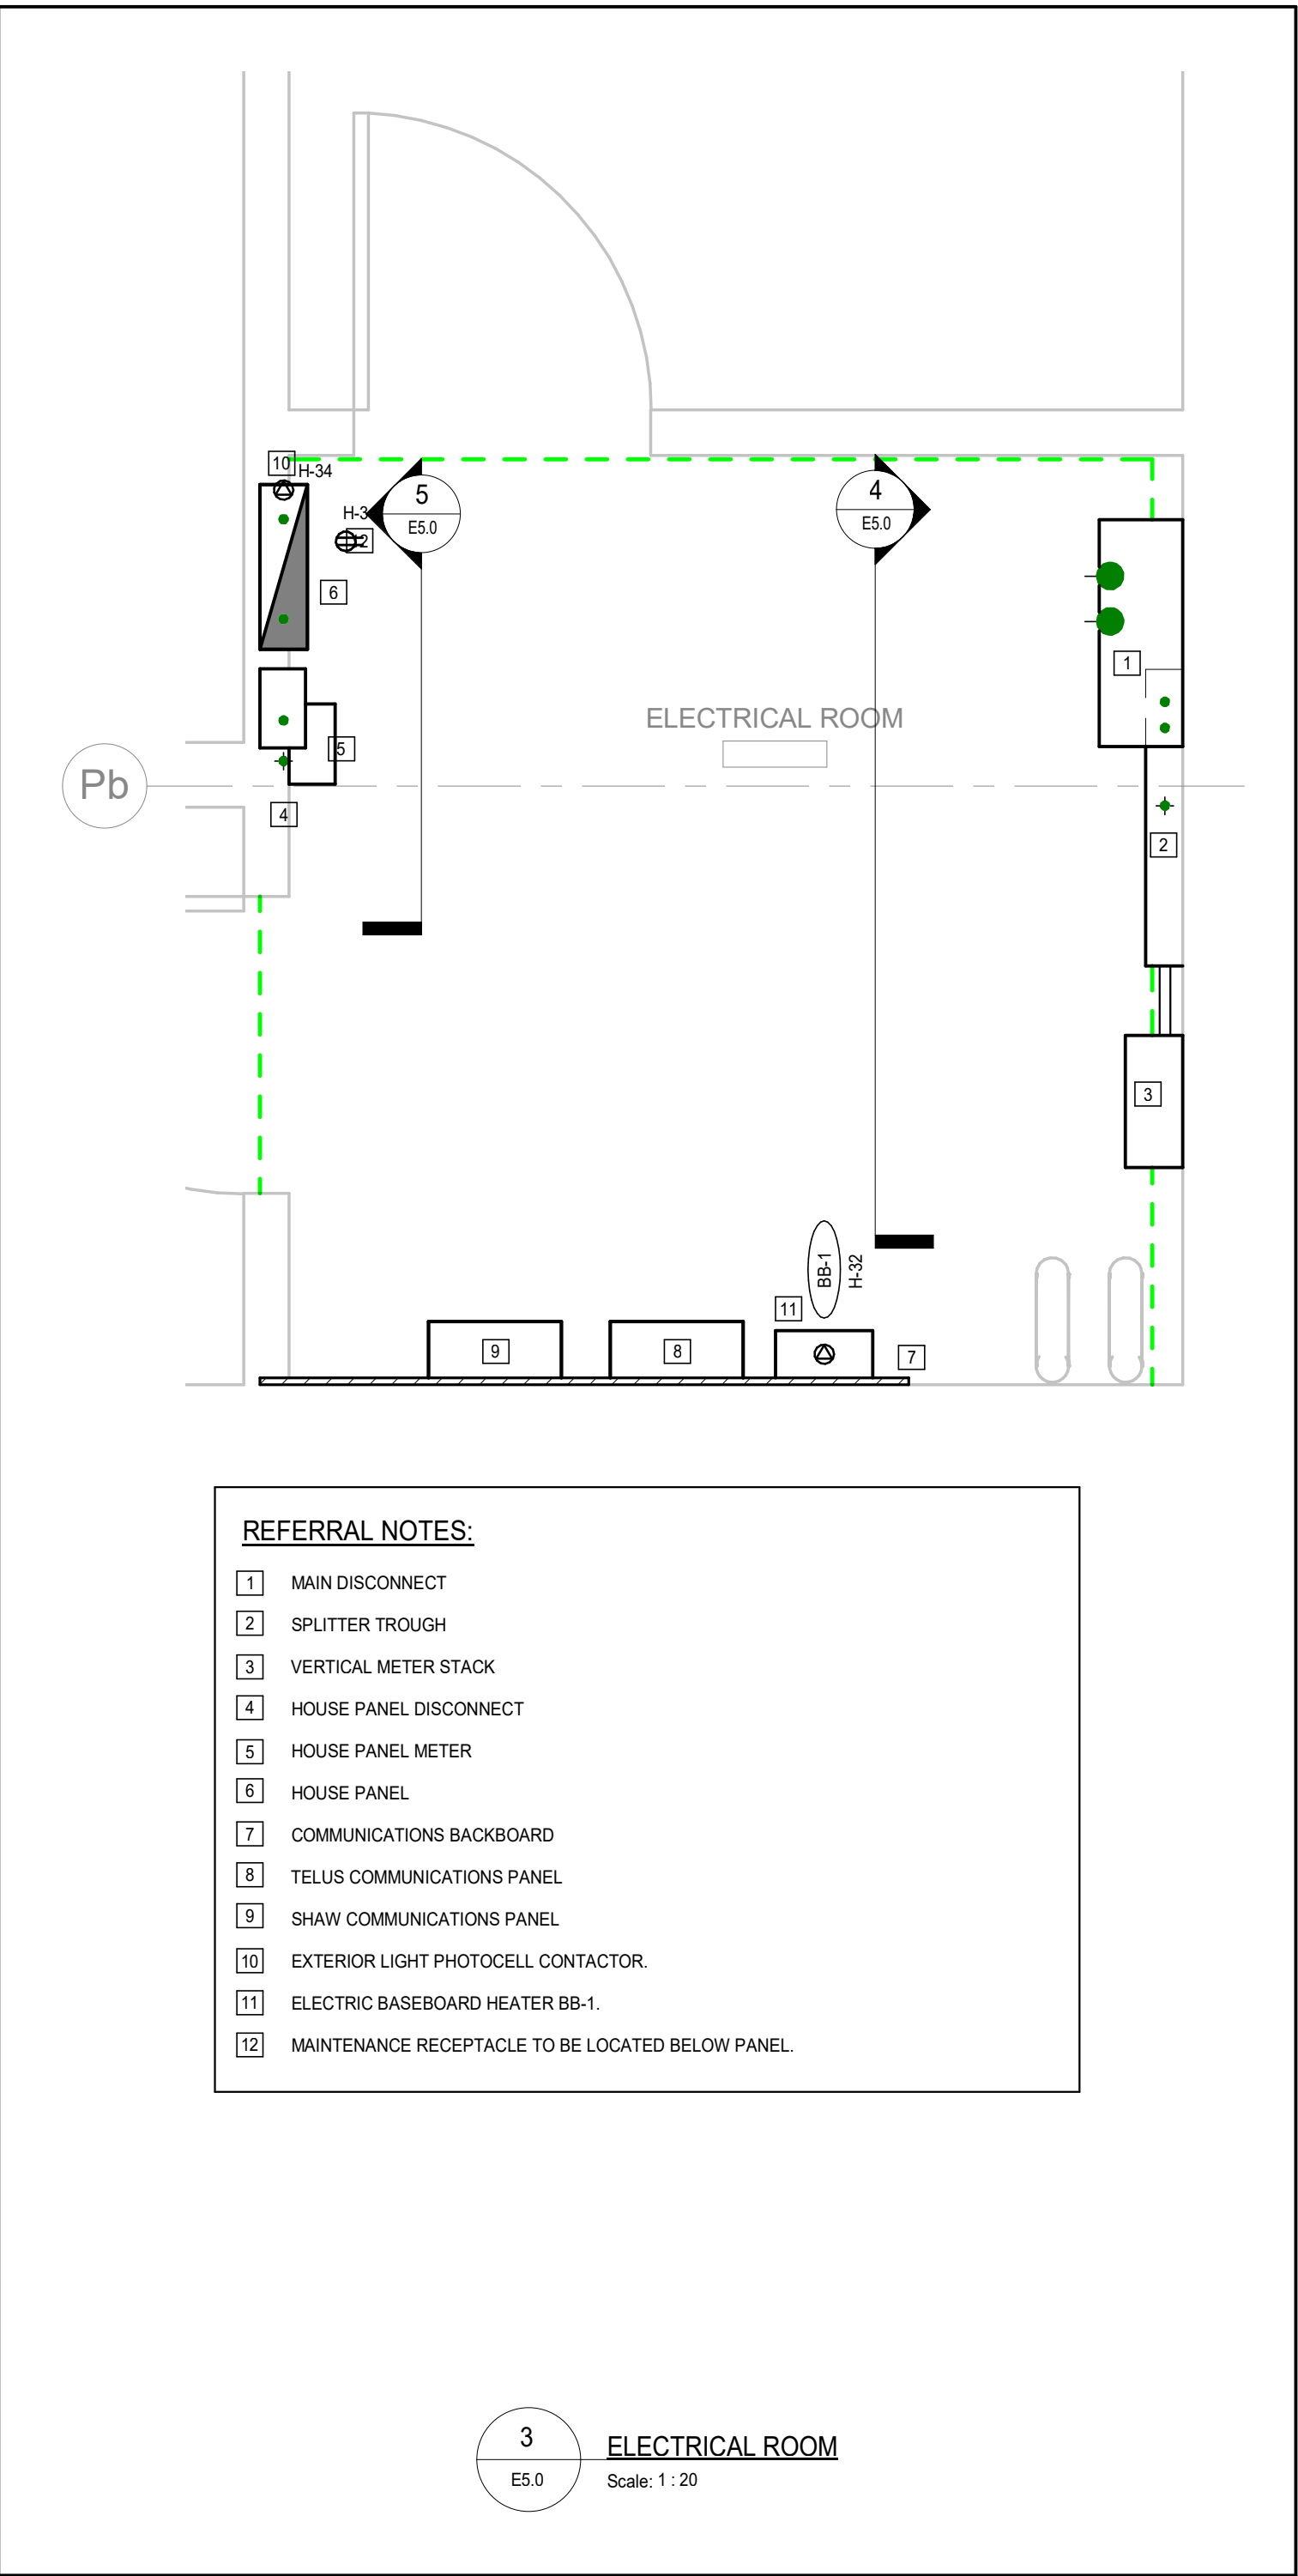 10
H-34
5
E5.0
4
E5.0
H-3
12
6
1
ELECTRICAL ROOM
5
Pb
4
2
3
BB-1
H-32
11
9
8
7
REFERRAL NOTES:
1 MAIN DISCONNECT
2 SPLITTER TROUGH
3 VERTICAL METER STACK
4 HOUSE PANEL DISCONNECT
5 HOUSE PANEL METER
6 HOUSE PANEL
7 COMMUNICATIONS BACKBOARD
8 TELUS COMMUNICATIONS PANEL
9 SHAW COMMUNICATIONS PANEL
10 EXTERIOR LIGHT PHOTOCELL CONTACTOR.
11 ELECTRIC BASEBOARD HEATER BB-1.
12 MAINTENANCE RECEPTACLE TO BE LOCATED BELOW PANEL.
3
E5.0
ELECTRICAL ROOM
Scale: 1 : 20